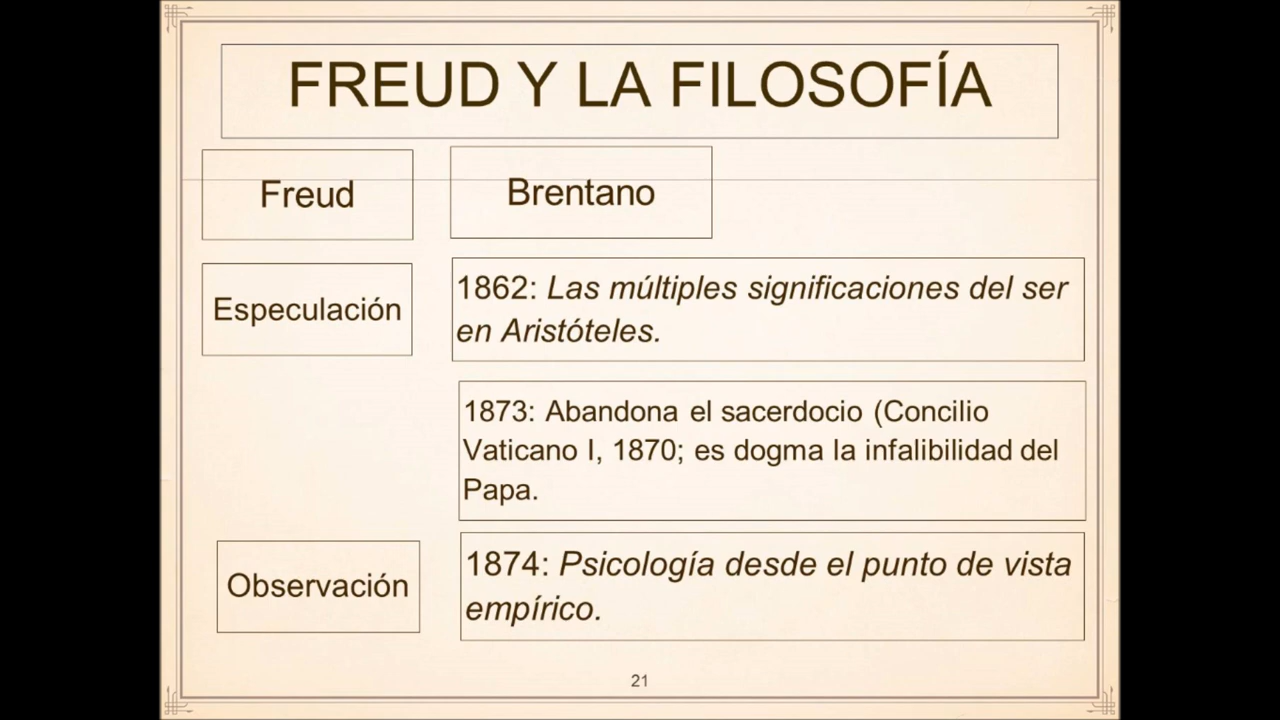 FREUD Y LA FILOSOFÍA
Freud
Brentano
Especulación
1862: Las múltiples significaciones del ser
en Aristóteles.
1873: Abandona el sacerdocio (Concilio
Vaticano I, 1870; es dogma la infalibilidad del
Papa.
Observación
1874: Psicología desde el punto de vista
empírico.
21